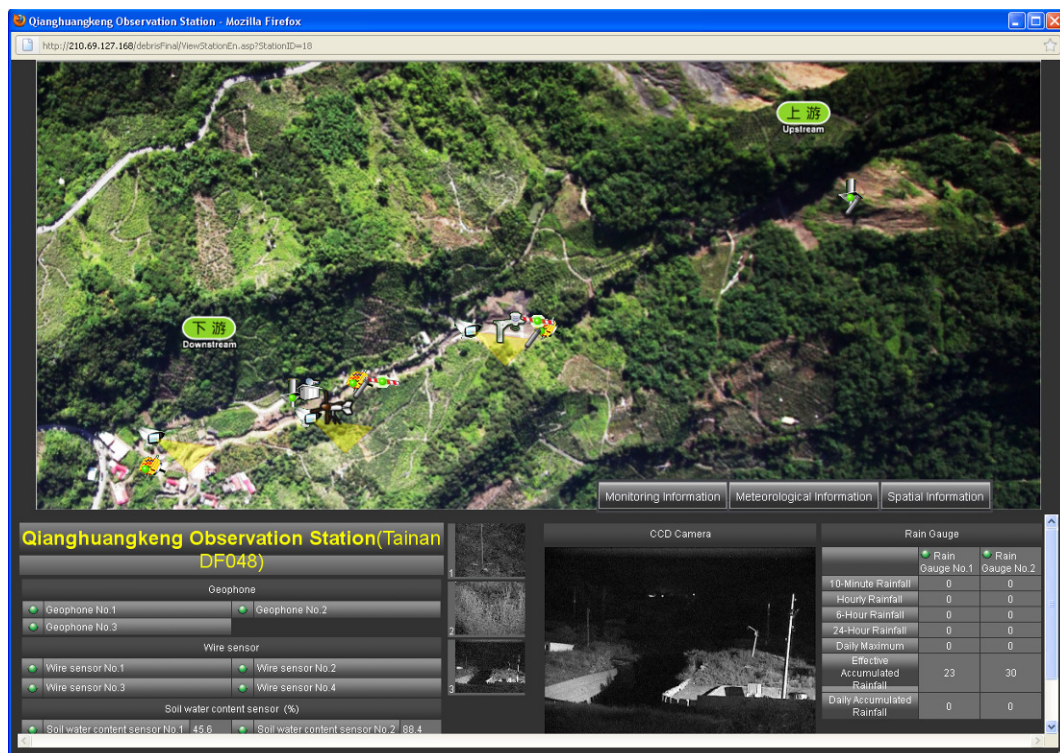 Qianghuangkeng Observation Station - Mozilla Firefox
http://210.69.127.168/debrisFinal/ViewStationEn.asp?StationID=18
上游
Upstream
下游
Downstream
Monitoring Information
Meteorological Information
Spatial Information
Qianghuangkeng Observation Station(Tainan
DF048)
Geophone
Geophone No.1
Geophone No.2
Geophone No.3
Wire sensor
Wire sensor No.1
Wire sensor No.2
Wire sensor No.3
Wire sensor No.4
Soil water content sensor (%)
Soil water content sensor No.1 45.6
Soil water content sensor No.2 88.4
1
2
3
CCD Camera
Rain Gauge
Rain
Gauge No.1
Rain
Gauge No.2
10-Minute Rainfall 0 0
Hourly Rainfall 0 0
6-Hour Rainfall 0 0
24-Hour Rainfall 0 0
Daily Maximum 0 0
Effective
Accumulated 23 30
Rainfall
Daily Accumulated
Rainfall 0 0